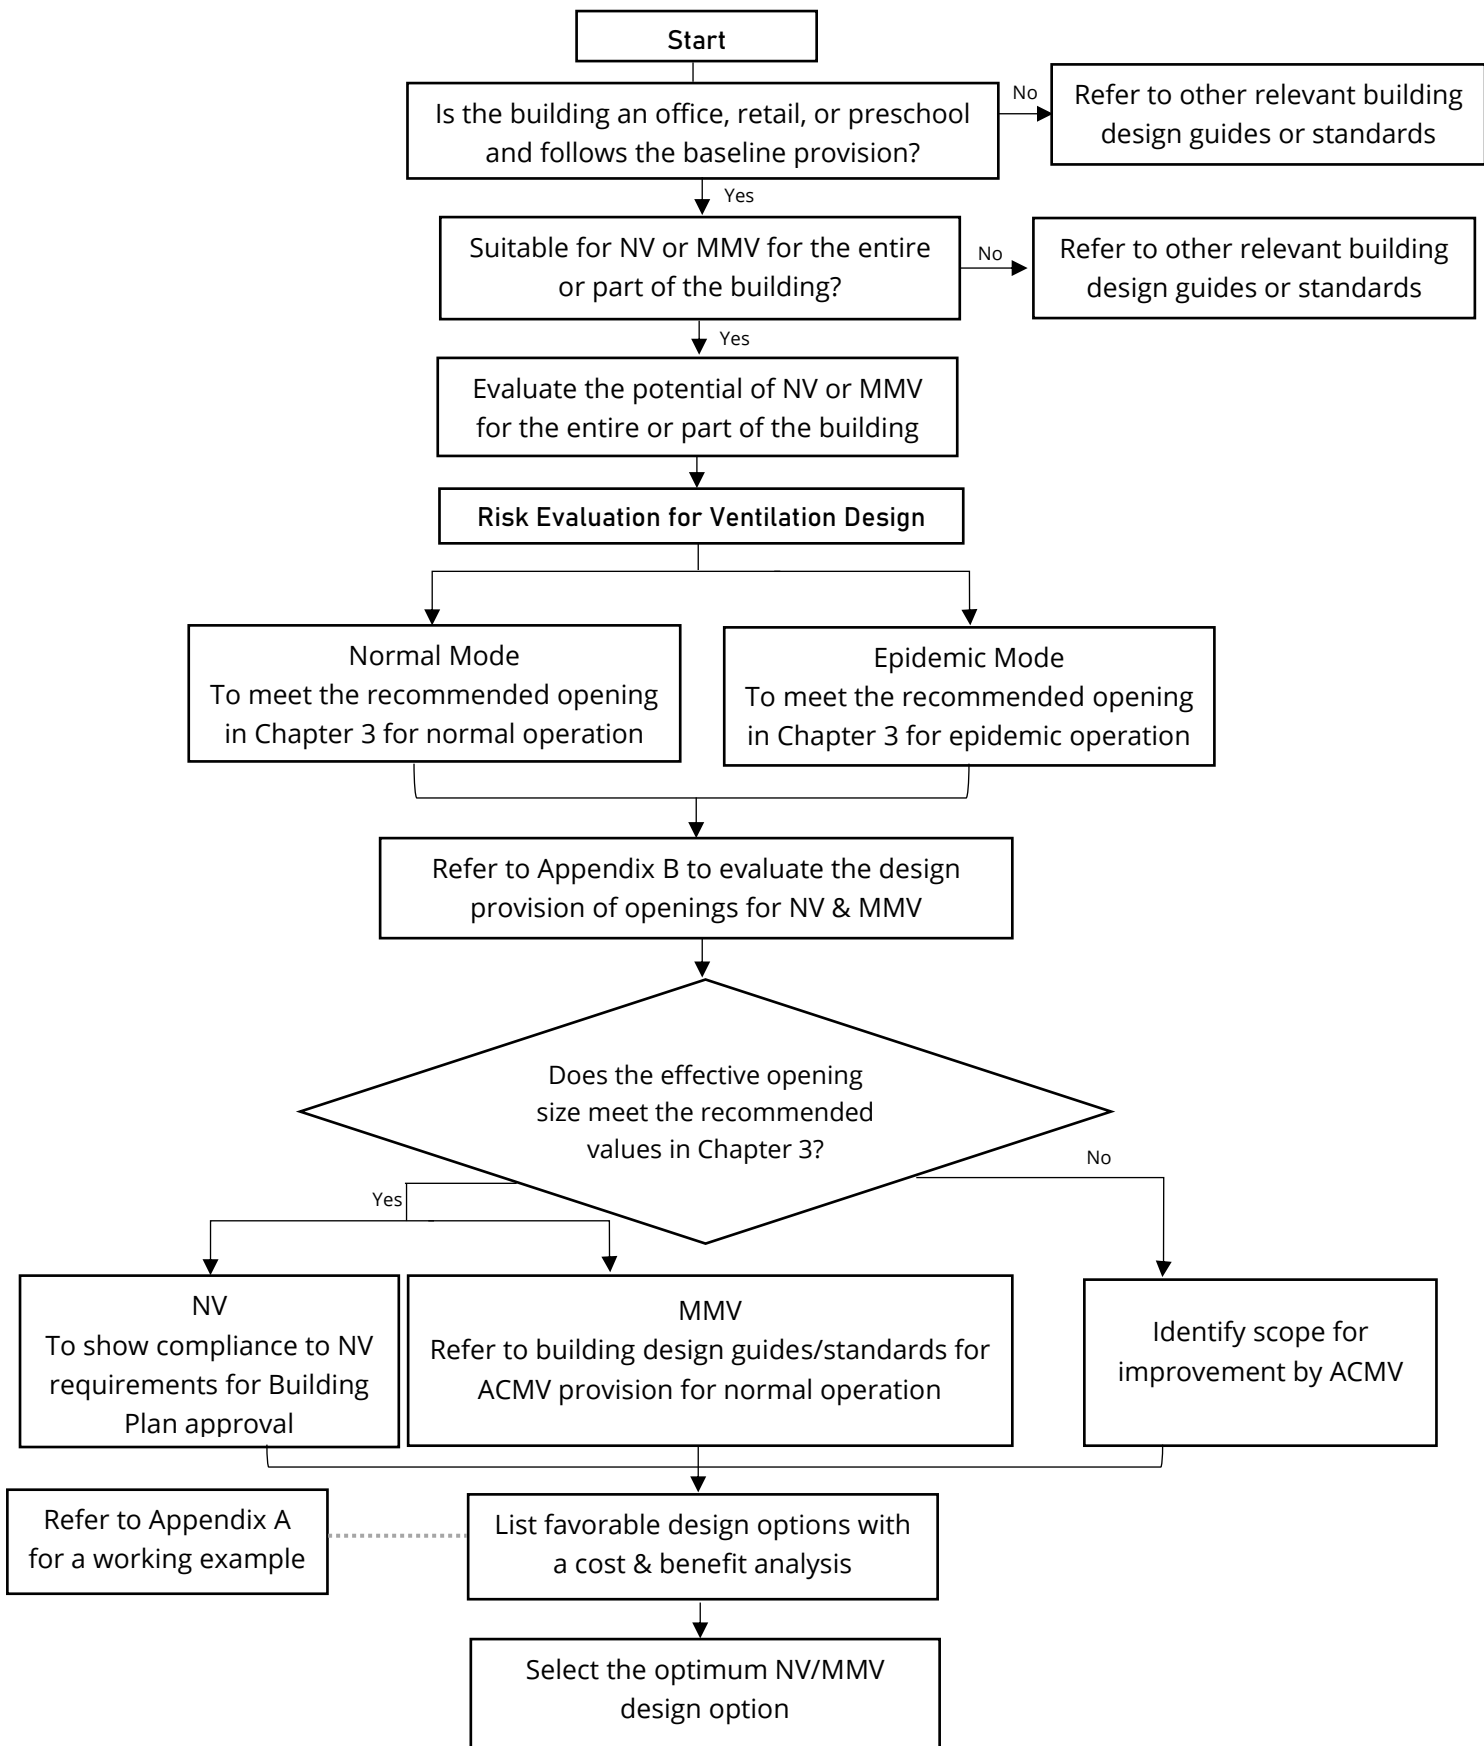 Start
Is the building an office, retail, or preschool
and follows the baseline provision?
No
Refer to other relevant building
design guides or standards
Yes
Suitable for NV or MMV for the entire
or part of the building?
No
Refer to other relevant building
design guides or standards
Yes
Evaluate the potential of NV or MMV
for the entire or part of the building
Risk Evaluation for Ventilation Design
Normal Mode
To meet the recommended opening
in Chapter 3 for normal operation
Epidemic Mode
To meet the recommended opening
in Chapter 3 for epidemic operation
Refer to Appendix B to evaluate the design
provision of openings for NV & MMV
Does the effective opening
size meet the recommended
values in Chapter 3?
Yes
No
NV
To show compliance to NV
requirements for Building
Plan approval
MMV
Refer to building design guides/standards for
ACMV provision for normal operation
Identify scope for
improvement by ACMV
Refer to Appendix A
for a working example
List favorable design options with
a cost & benefit analysis
Select the optimum NV/MMV
design option